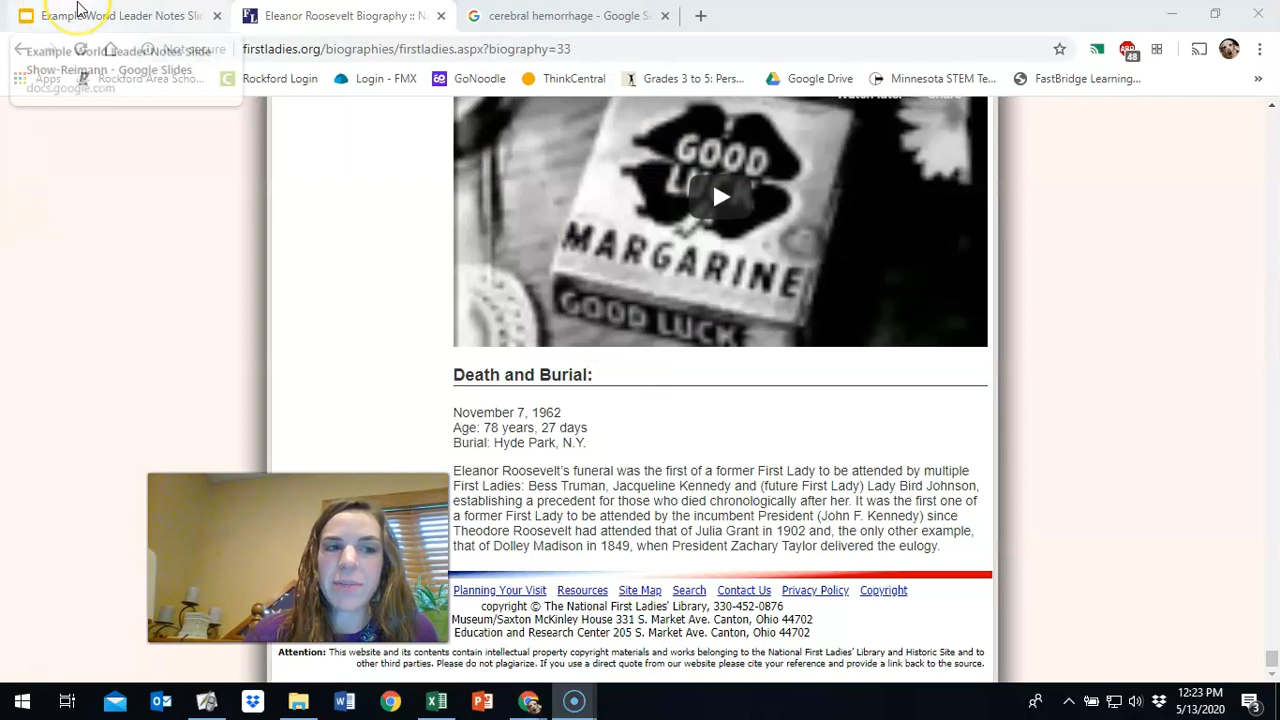 Example World Leader Notes Slic
Eleanor Roosevelt Biography :: N
cerebral hemorrhage - Google S
Not secure
firstladies.org/biographies/firstladies.aspx?biography=33
48
Example World Leader Notes Slide
Show-Reimann - Google Slides
docs.google.com
Apps
Rockford Area Scho...
Rockford Login
Login - FMX
GoNoodle
ThinkCentral
Grades 3 to 5: Pers...
Google Drive
Minnesota STEM Te...
FastBridge Learning...
»
Watch later
Share
GOOD
MARGARINE
GOOD LUCK
Death and Burial:
November 7, 1962
Age: 78 years, 27 days
Burial: Hyde Park, N.Y.
Eleanor Roosevelt's funeral was the first of a former First Lady to be attended by multiple
First Ladies: Bess Truman, Jacqueline Kennedy and (future First Lady) Lady Bird Johnson,
establishing a precedent for those who died chronologically after her. It was the first one of
a former First Lady to be attended by the incumbent President (John F. Kennedy) since
Theodore Roosevelt had attended that of Julia Grant in 1902 and, the only other example,
that of Dolley Madison in 1849, when President Zachary Taylor delivered the eulogy.
Planning Your Visit Resources Site Map Search Contact Us Privacy Policy Copyright
copyright © The National First Ladies' Library, 330-452-0876
Museum/Saxton McKinley House 331 S. Market Ave. Canton, Ohio 44702
Education and Research Center 205 S. Market Ave. Canton, Ohio 44702
Attention: This website and its contents contain intellectual property copyright materials and works belonging to the National First Ladies' Library and Historic Site and to
other third parties. Please do not plagiarize. If you use a direct quote from our website please cite your reference and provide a link back to the source.
12:23 PM
5/13/2020
3